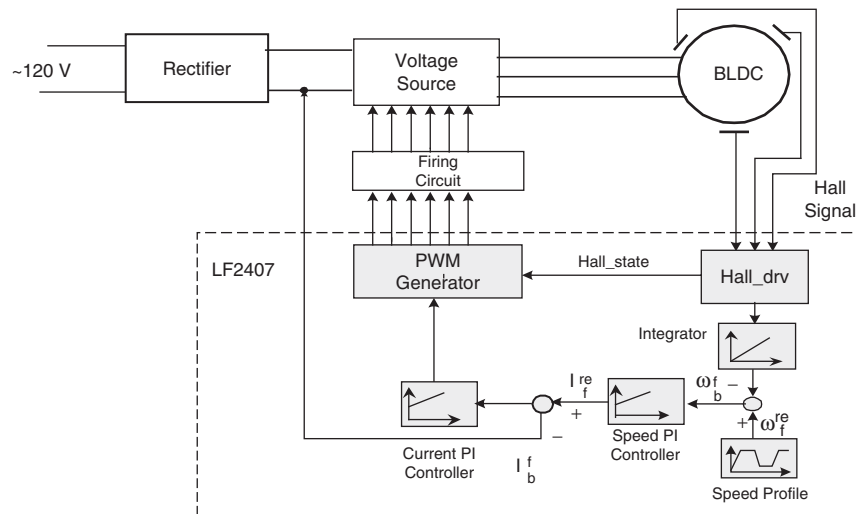 ~120 V
Rectifier
Voltage
Source
BLDC
Firing
Circuit
Hall
Signal
LF2407
PWM
Generator
Hall_state
Hall_drv
Integrator
I re f
+
ω f b −
+ ω re f
−
I f b
Current PI
Controller
Speed PI
Controller
Speed Profile